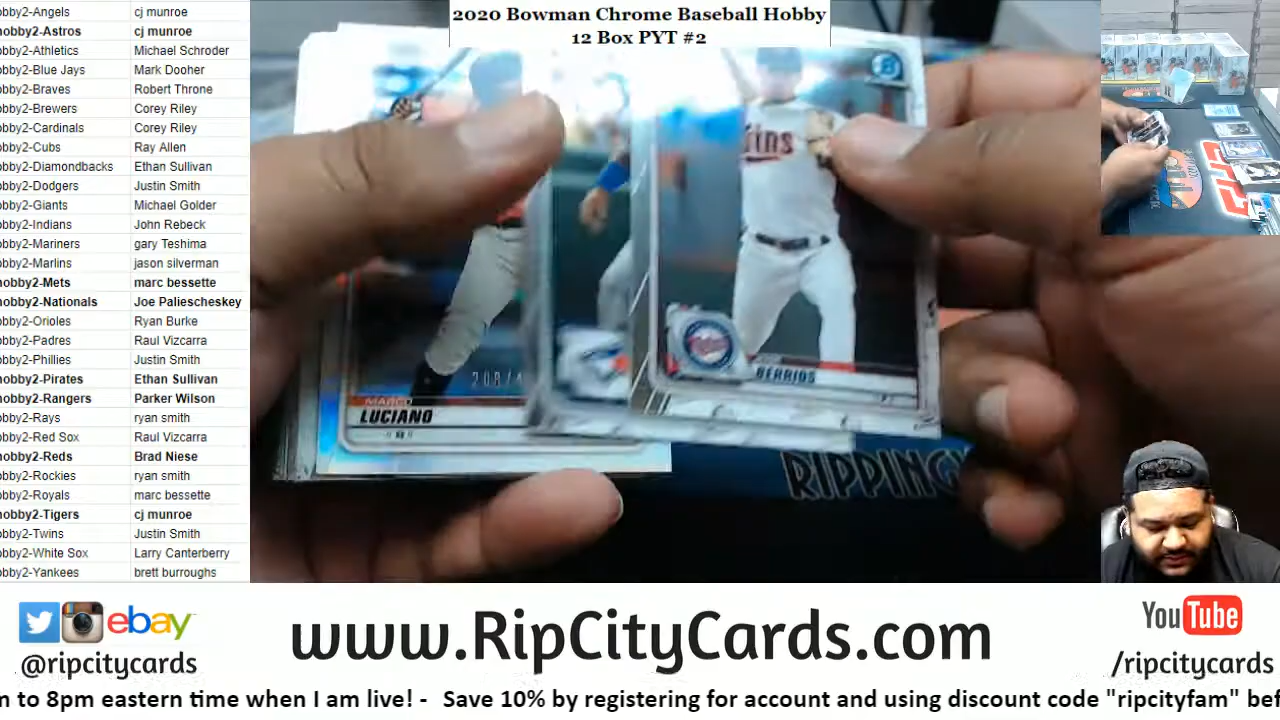 2020 Bowman Chrome Baseball Hobby
12 Box PYT #2
obby2-Angels cj munroe
hobby2-Astros cj munroe
obby2-Athletics Michael Schroder
obby2-Blue Jays Mark Dooher
obby2-Braves Robert Throne
obby2-Brewers Corey Riley
obby2-Cardinals Corey Riley
obby2-Cubs Ray Allen
obby2-Diamondbacks Ethan Sullivan
obby2-Dodgers Justin Smith
obby2-Giants Michael Golder
obby2-Indians John Rebeck
obby2-Mariners gary Teshima
obby2-Marlins jason silverman
hobby2-Mets marc bessette
hobby2-Nationals Joe Paliescheskey
obby2-Orioles Ryan Burke
obby2-Padres Raul Vizcarra
obby2-Phillies Justin Smith
hobby2-Pirates Ethan Sullivan
hobby2-Rangers Parker Wilson
obby2-Rays ryan smith
obby2-Red Sox Raul Vizcarra
hobby2-Reds Brad Niese
obby2-Rockies ryan smith
obby2-Royals marc bessette
hobby2-Tigers cj munroe
obby2-Twins Justin Smith
obby2-White Sox Larry Canterberry
obby2-Yankees brett burroughs
MARCO
LUCIANO
BERRIOS
RIPPING
ebay
@ripcitycards
www.RipCityCards.com
YouTube
/ripcitycards
m to 8pm eastern time when I am live! - Save 10% by registering for account and using discount code "ripcityfam" bef